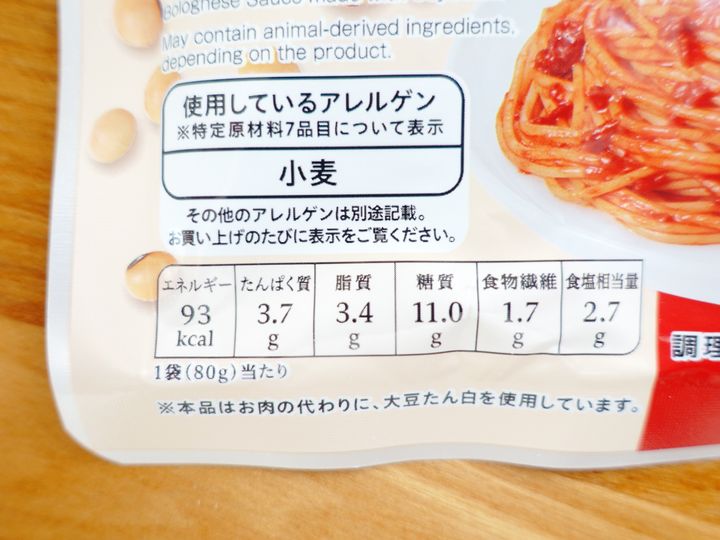 Bolognese Sauce made
May contain animal-derived ingredients,
depending on the product.
使用しているアレルゲン
※特定原材料7品目について表示
小麦
その他のアレルゲンは別途記載。
お買い上げのたびに表示をご覧ください。
エネルギー たんぱく質 脂質 糖質 食物繊維 食塩相当量
93 3.7 3.4 11.0 1.7 2.7
kcal g g g g g
1袋(80g)当たり
※本品はお肉の代わりに、大豆たん白を使用しています。
調理